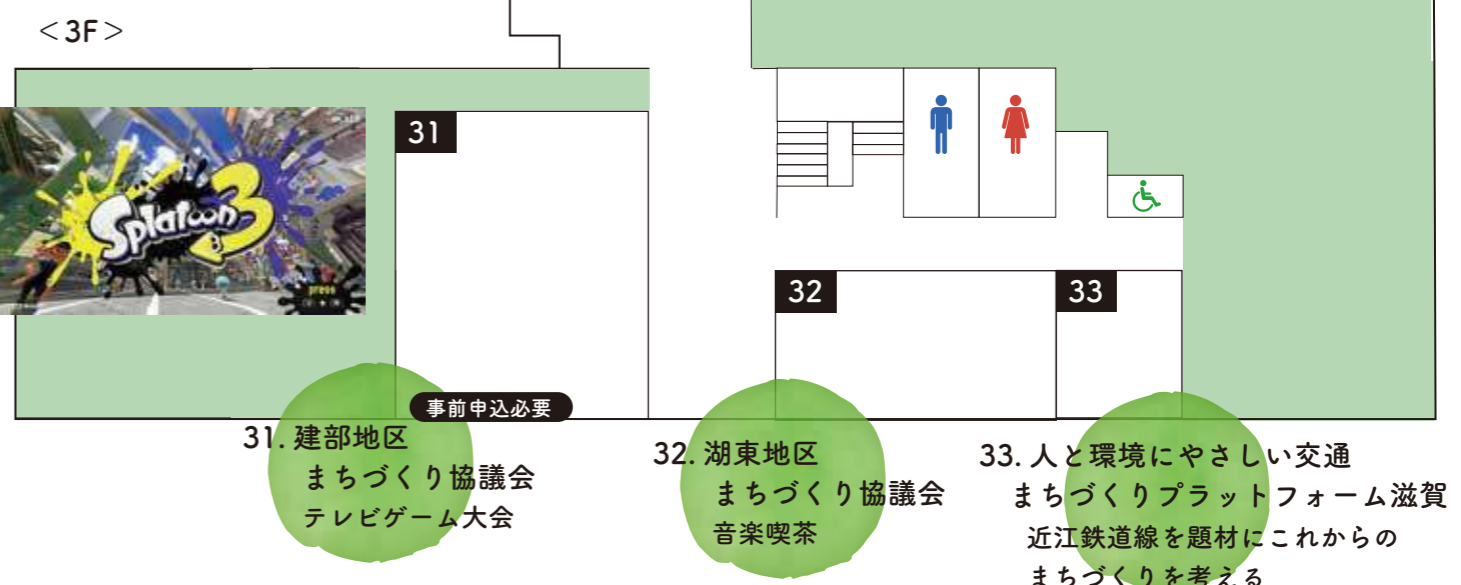 ＜3F＞
31
Splatoon 3
press
32
33
事前申込必要
31. 建部地区
まちづくり協議会
テレビゲーム大会
32. 湖東地区
まちづくり協議会
音楽喫茶
33. 人と環境にやさしい交通
まちづくりプラットフォーム滋賀
近江鉄道線を題材にこれからの
まちづくりを考える